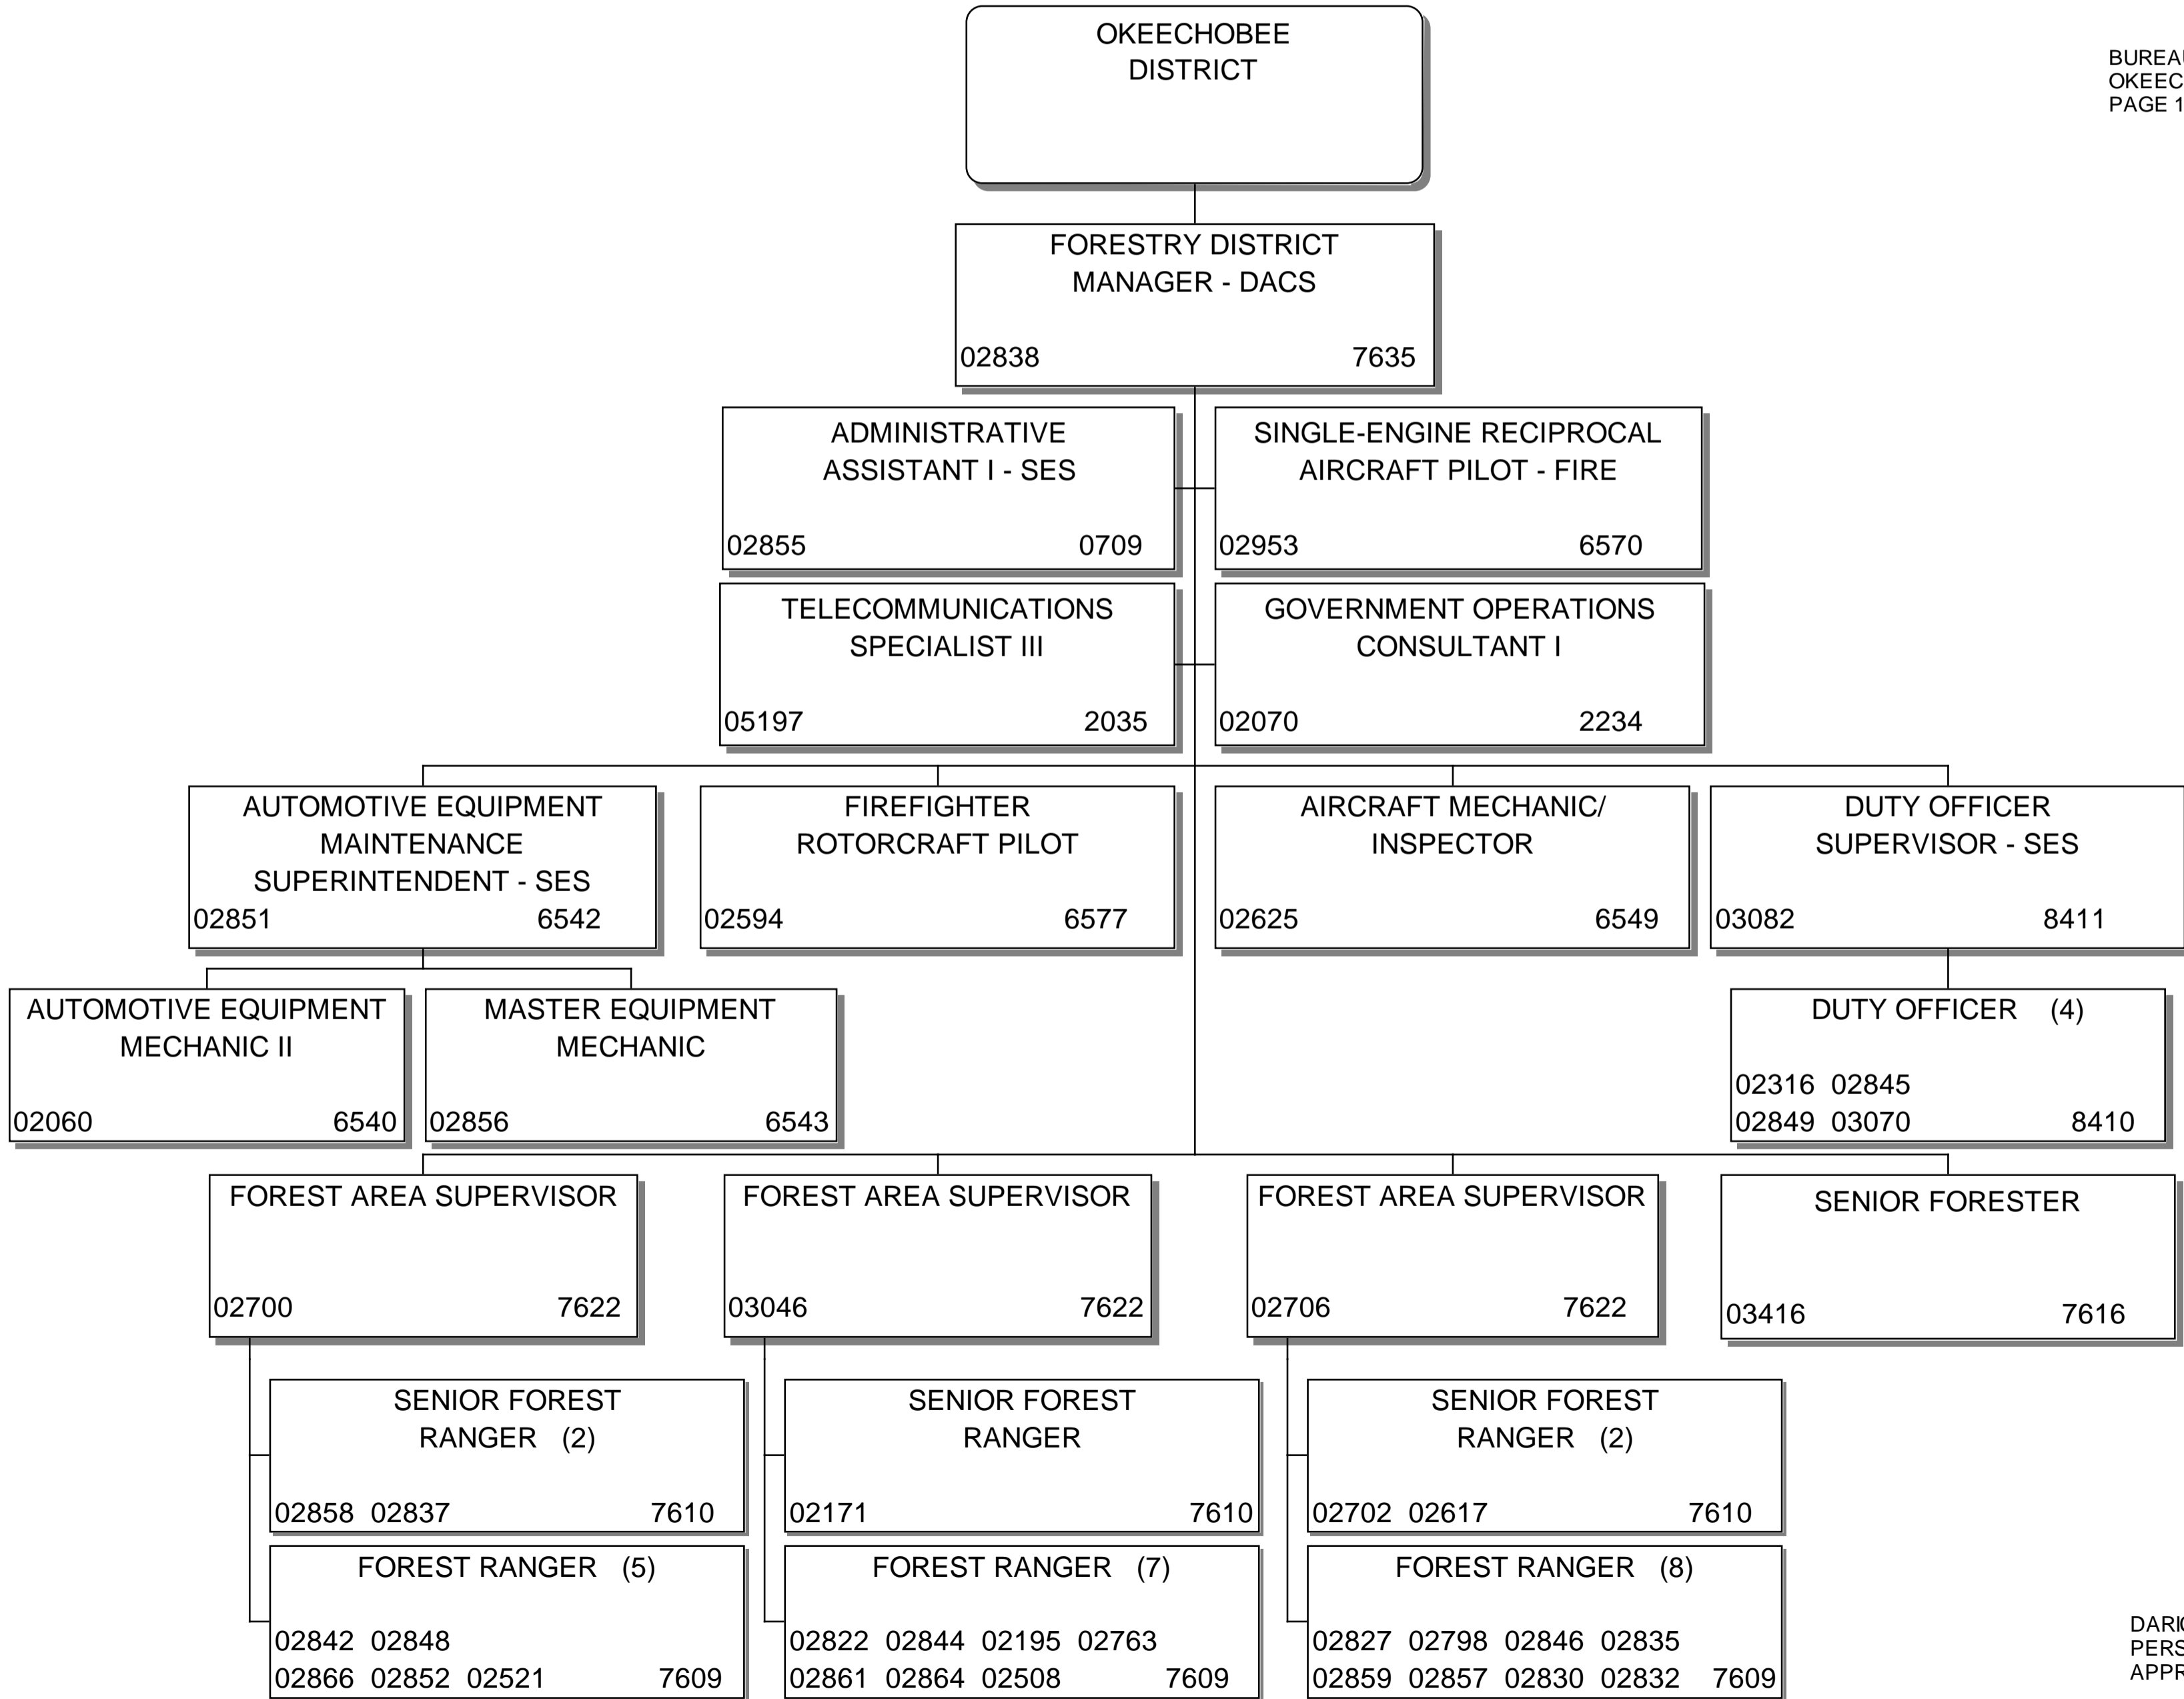 OKEECHOBEE
DISTRICT
PAGE 1
FORESTRY DISTRICT
MANAGER - DACS
02838 7635
ADMINISTRATIVE
ASSISTANT I - SES
02855 0709
SINGLE-ENGINE RECIPROCAL
AIRCRAFT PILOT - FIRE
02953 6570
TELECOMMUNICATIONS
SPECIALIST III
05197 2035
GOVERNMENT OPERATIONS
CONSULTANT I
02070 2234
AUTOMOTIVE EQUIPMENT
MAINTENANCE
SUPERINTENDENT - SES
02851 6542
FIREFIGHTER
ROTORCRAFT PILOT
02594 6577
AIRCRAFT MECHANIC/
INSPECTOR
02625 6549
DUTY OFFICER
SUPERVISOR - SES
03082 8411
AUTOMOTIVE EQUIPMENT
MECHANIC II
02060 6540
MASTER EQUIPMENT
MECHANIC
02856 6543
DUTY OFFICER (4)
02316 02845
02849 03070 8410
FOREST AREA SUPERVISOR
02700 7622
FOREST AREA SUPERVISOR
03046 7622
FOREST AREA SUPERVISOR
02706 7622
SENIOR FORESTER
03416 7616
SENIOR FOREST
RANGER (2)
02858 02837 7610
SENIOR FOREST
RANGER
02171 7610
SENIOR FOREST
RANGER (2)
02702 02617 7610
FOREST RANGER (5)
02842 02848
02866 02852 02521 7609
FOREST RANGER (7)
02822 02844 02195 02763
02861 02864 02508 7609
FOREST RANGER (8)
02827 02798 02846 02835
02859 02857 02830 02832 7609